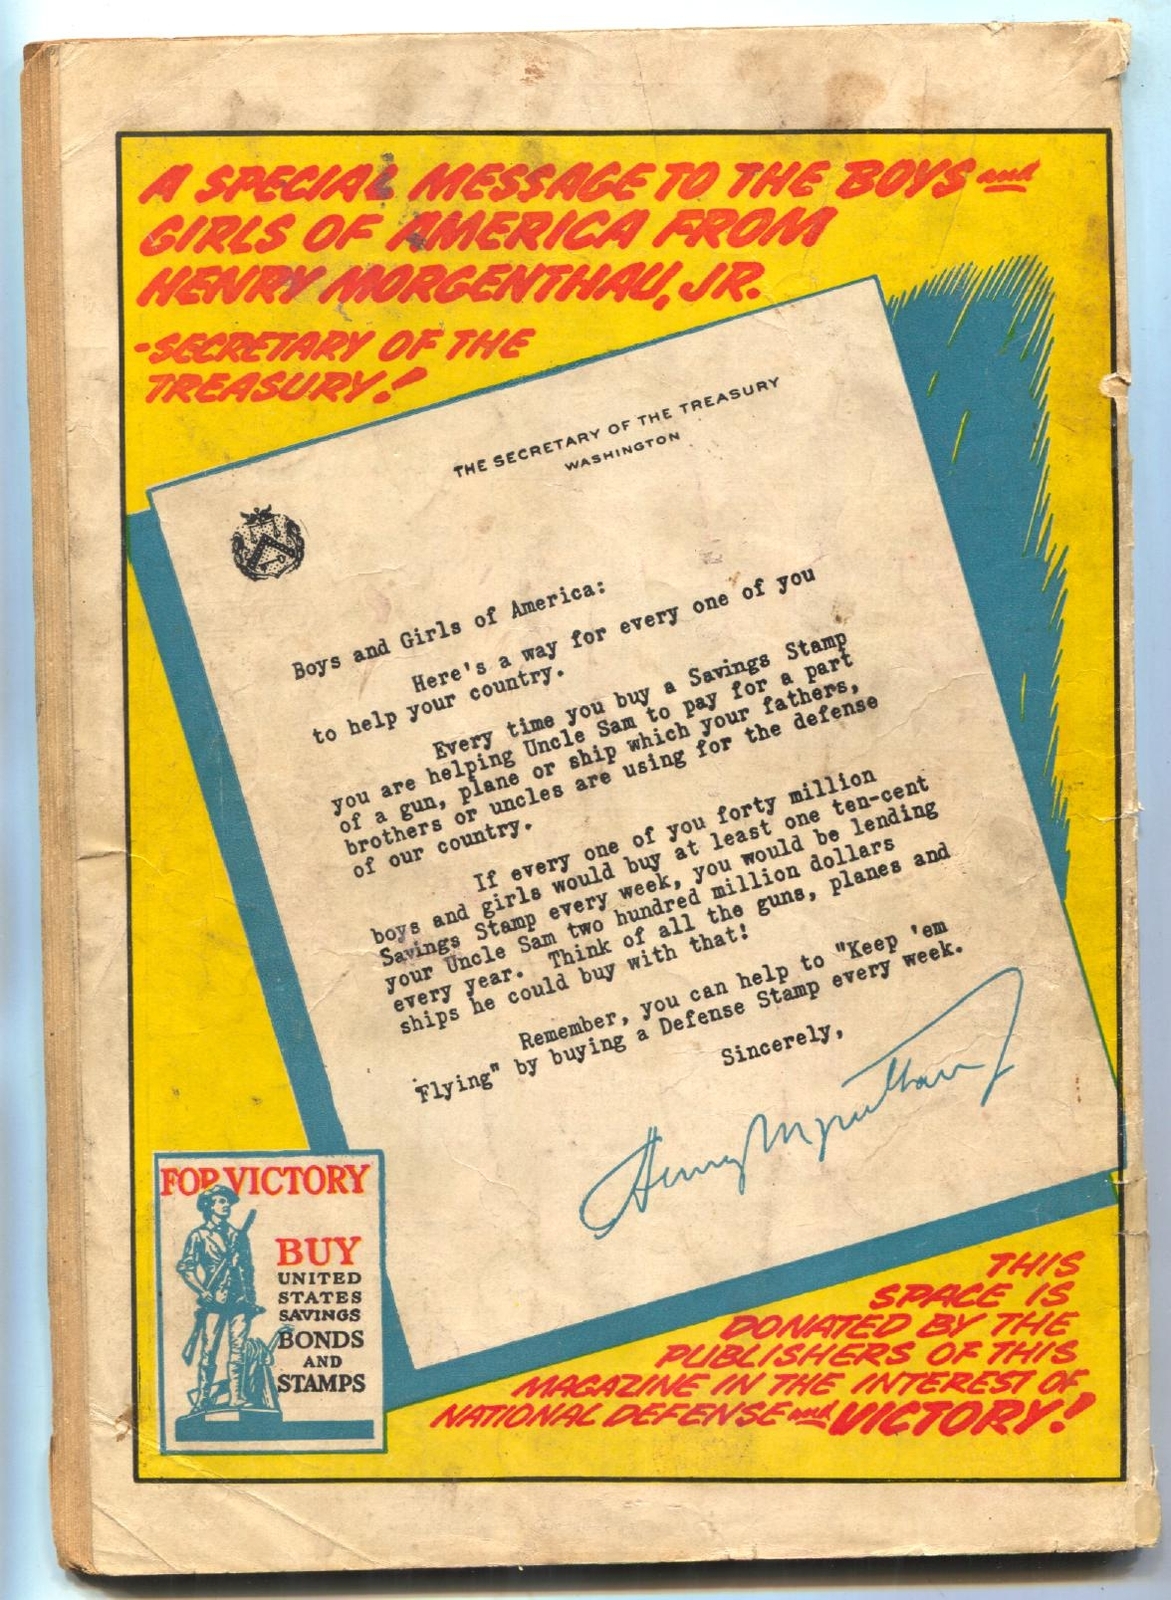 A SPECIAL MESSAGE TO THE BOYS and
GIRLS OF AMERICA FROM
HENRY MORGENTHAU, JR.
-SECRETARY OF THE
TREASURY!
THE SECRETARY OF THE TREASURY
WASHINGTON
Boys and Girls of America:
Here's a way for every one of you
to help your country.
Every time you buy a Savings Stamp
you are helping Uncle Sam to pay for a part
of a gun, plane or ship which your fathers,
brothers or uncles are using for the defense
of our country.
If every one of you forty million
boys and girls would buy at least one ten-cent
Savings Stamp every week, you would be lending
your Uncle Sam two hundred million dollars
every year. Think of all the guns, planes and
ships he could buy with that!
Remember, you can help to "Keep 'em
Flying" by buying a Defense Stamp every week.
Sincerely,
Henry Morgenthau Jr
FOR VICTORY
BUY
UNITED
STATES
SAVINGS
BONDS
AND
STAMPS
THIS
SPACE IS
DONATED BY THE
PUBLISHERS OF THIS
MAGAZINE IN THE INTEREST OF
NATIONAL DEFENSE and VICTORY!